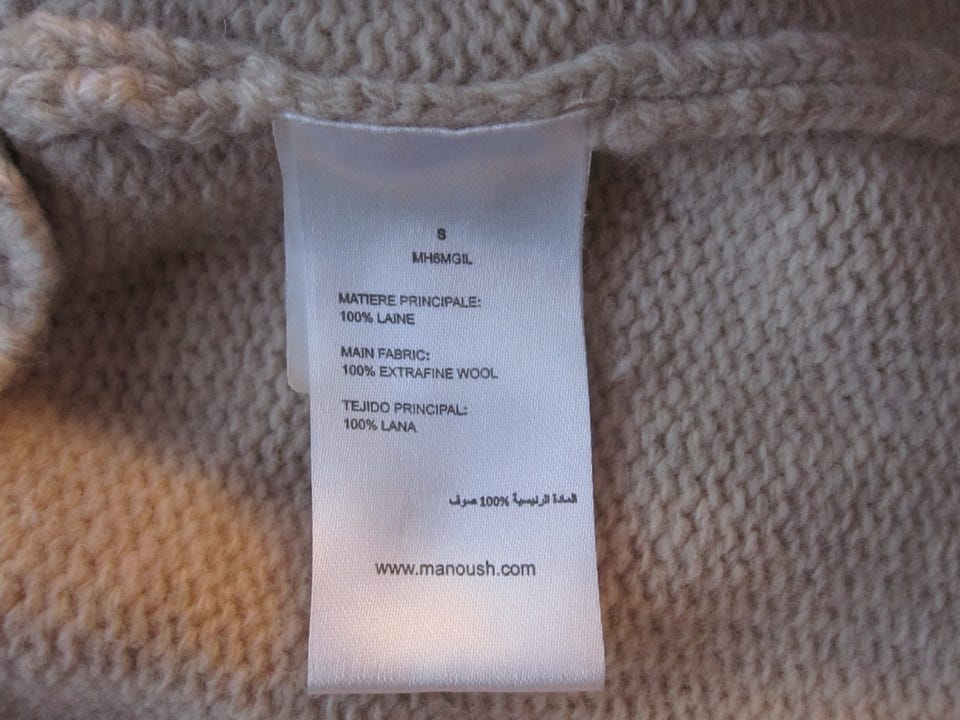 S
MH6MGIL
MATIERE PRINCIPALE:
100% LAINE
MAIN FABRIC:
100% EXTRAFINE WOOL
TEJIDO PRINCIPAL:
100% LANA
المادة الرئيسية 100% صوف
www.manoush.com